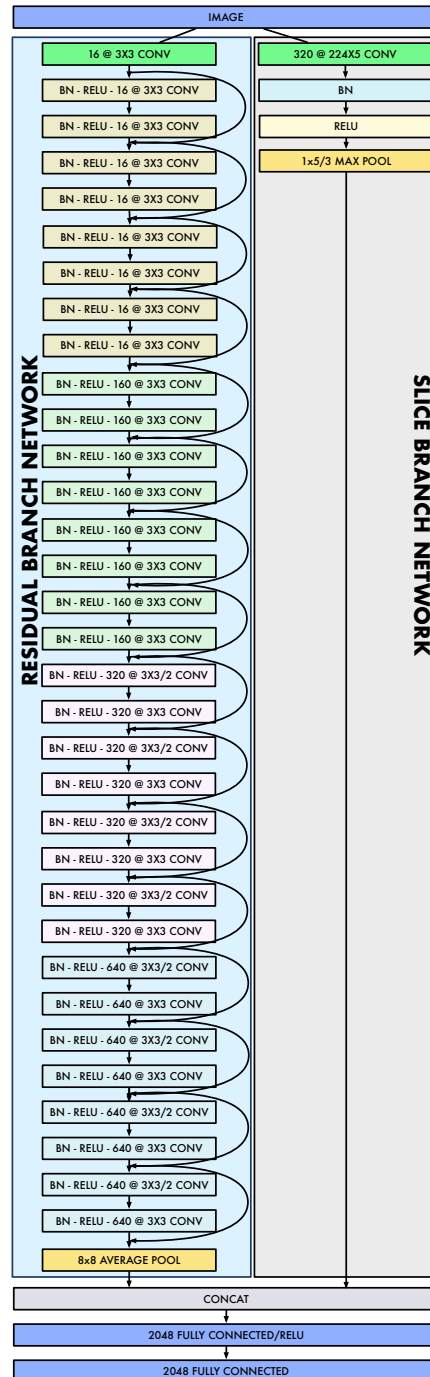 IMAGE
16 @ 3X3 CONV
BN - RELU - 16 @ 3X3 CONV
BN - RELU - 16 @ 3X3 CONV
BN - RELU - 16 @ 3X3 CONV
BN - RELU - 16 @ 3X3 CONV
BN - RELU - 16 @ 3X3 CONV
BN - RELU - 16 @ 3X3 CONV
BN - RELU - 16 @ 3X3 CONV
BN - RELU - 16 @ 3X3 CONV
BN - RELU - 160 @ 3X3 CONV
BN - RELU - 160 @ 3X3 CONV
BN - RELU - 160 @ 3X3 CONV
BN - RELU - 160 @ 3X3 CONV
BN - RELU - 160 @ 3X3 CONV
BN - RELU - 160 @ 3X3 CONV
BN - RELU - 160 @ 3X3 CONV
BN - RELU - 160 @ 3X3 CONV
BN - RELU - 320 @ 3X3/2 CONV
BN - RELU - 320 @ 3X3 CONV
BN - RELU - 320 @ 3X3/2 CONV
BN - RELU - 320 @ 3X3 CONV
BN - RELU - 320 @ 3X3/2 CONV
BN - RELU - 320 @ 3X3 CONV
BN - RELU - 320 @ 3X3/2 CONV
BN - RELU - 320 @ 3X3 CONV
BN - RELU - 640 @ 3X3/2 CONV
BN - RELU - 640 @ 3X3 CONV
BN - RELU - 640 @ 3X3/2 CONV
BN - RELU - 640 @ 3X3 CONV
BN - RELU - 640 @ 3X3/2 CONV
BN - RELU - 640 @ 3X3 CONV
BN - RELU - 640 @ 3X3/2 CONV
BN - RELU - 640 @ 3X3 CONV
8x8 AVERAGE POOL
RESIDUAL BRANCH NETWORK
320 @ 224X5 CONV
BN
RELU
1x5/3 MAX POOL
SLICE BRANCH NETWORK
CONCAT
2048 FULLY CONNECTED/RELU
2048 FULLY CONNECTED